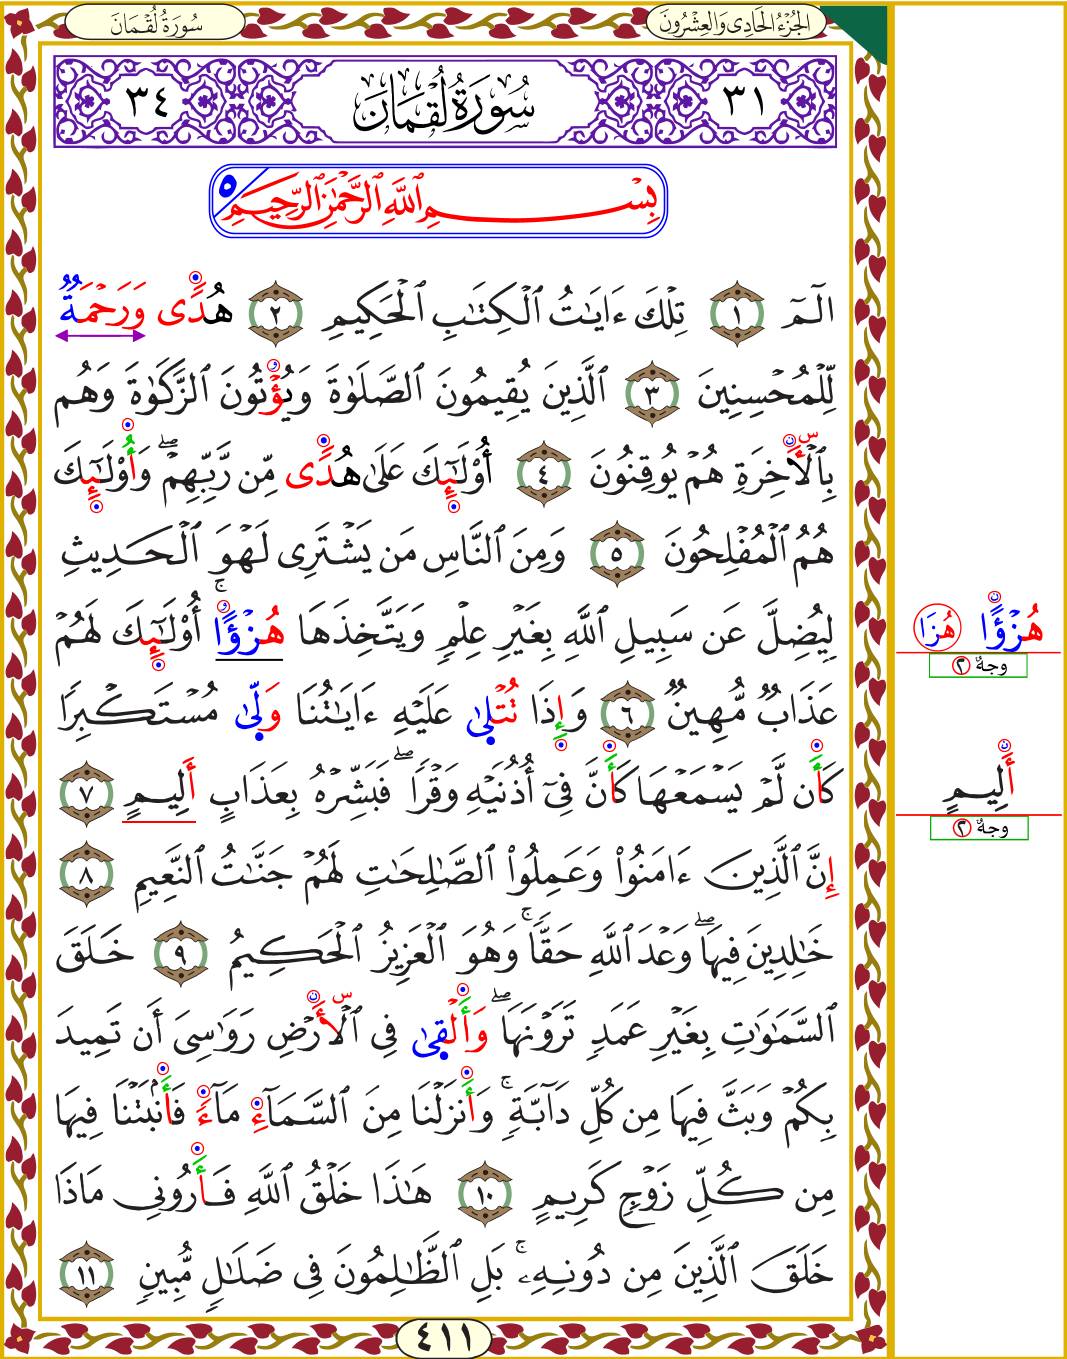 سُورَةُ لُقْمَانَ
الجُزْءُ الحَادِى وَالعِشْرُونَ
٣١ سُورَةُ لُقْمَانَ ٣٤
بِسْمِ ٱللَّهِ ٱلرَّحْمَٰنِ ٱلرَّحِيمِ ٥
الٓمٓ ١ تِلْكَ ءَايَٰتُ ٱلْكِتَٰبِ ٱلْحَكِيمِ ٢ هُدًى وَرَحْمَةٌ
لِّلْمُحْسِنِينَ ٣ ٱلَّذِينَ يُقِيمُونَ ٱلصَّلَوٰةَ وَيُؤْتُونَ ٱلزَّكَوٰةَ وَهُم
بِٱلْأَٓخِرَةِ هُمْ يُوقِنُونَ ٤ أُوْلَٰٓئِكَ عَلَىٰ هُدًى مِّن رَّبِّهِمْۖ وَأُوْلَٰٓئِكَ
هُمُ ٱلْمُفْلِحُونَ ٥ وَمِنَ ٱلنَّاسِ مَن يَشْتَرِى لَهْوَ ٱلْحَدِيثِ
لِيُضِلَّ عَن سَبِيلِ ٱللَّهِ بِغَيْرِ عِلْمٍ وَيَتَّخِذَهَا هُزْؤًاۚ أُوْلَٰٓئِكَ لَهُمْ
عَذَابٌ مُّهِينٌ ٦ وَإِذَا تُتْلَىٰ عَلَيْهِ ءَايَٰتُنَا وَلَّىٰ مُسْتَكْبِرًا
كَأَن لَّمْ يَسْمَعْهَا كَأَنَّ فِىٓ أُذُنَيْهِ وَقْرًاۖ فَبَشِّرْهُ بِعَذَابٍ أَلِيمٍ ٧
إِنَّ ٱلَّذِينَ ءَامَنُوا۟ وَعَمِلُوا۟ ٱلصَّٰلِحَٰتِ لَهُمْ جَنَّٰتُ ٱلنَّعِيمِ ٨
خَٰلِدِينَ فِيهَاۖ وَعْدَ ٱللَّهِ حَقًّاۚ وَهُوَ ٱلْعَزِيزُ ٱلْحَكِيمُ ٩ خَلَقَ
ٱلسَّمَٰوَٰتِ بِغَيْرِ عَمَدٍ تَرَوْنَهَاۖ وَأَلْقَىٰ فِى ٱلْأَرْضِ رَوَٰسِىَ أَن تَمِيدَ
بِكُمْ وَبَثَّ فِيهَا مِن كُلِّ دَآبَّةٍۚ وَأَنزَلْنَا مِنَ ٱلسَّمَآءِ مَآءً فَأَنۢبَتْنَا فِيهَا
مِن كُلِّ زَوْجٍ كَرِيمٍ ١٠ هَٰذَا خَلْقُ ٱللَّهِ فَأَرُونِى مَاذَا
خَلَقَ ٱلَّذِينَ مِن دُونِهِۦۚ بَلِ ٱلظَّٰلِمُونَ فِى ضَلَٰلٍ مُّبِينٍ ١١
٤١١
هُزْؤًا هُزَا
وجهٌ ٢
أَلِيمٍ
وجهٌ ٢